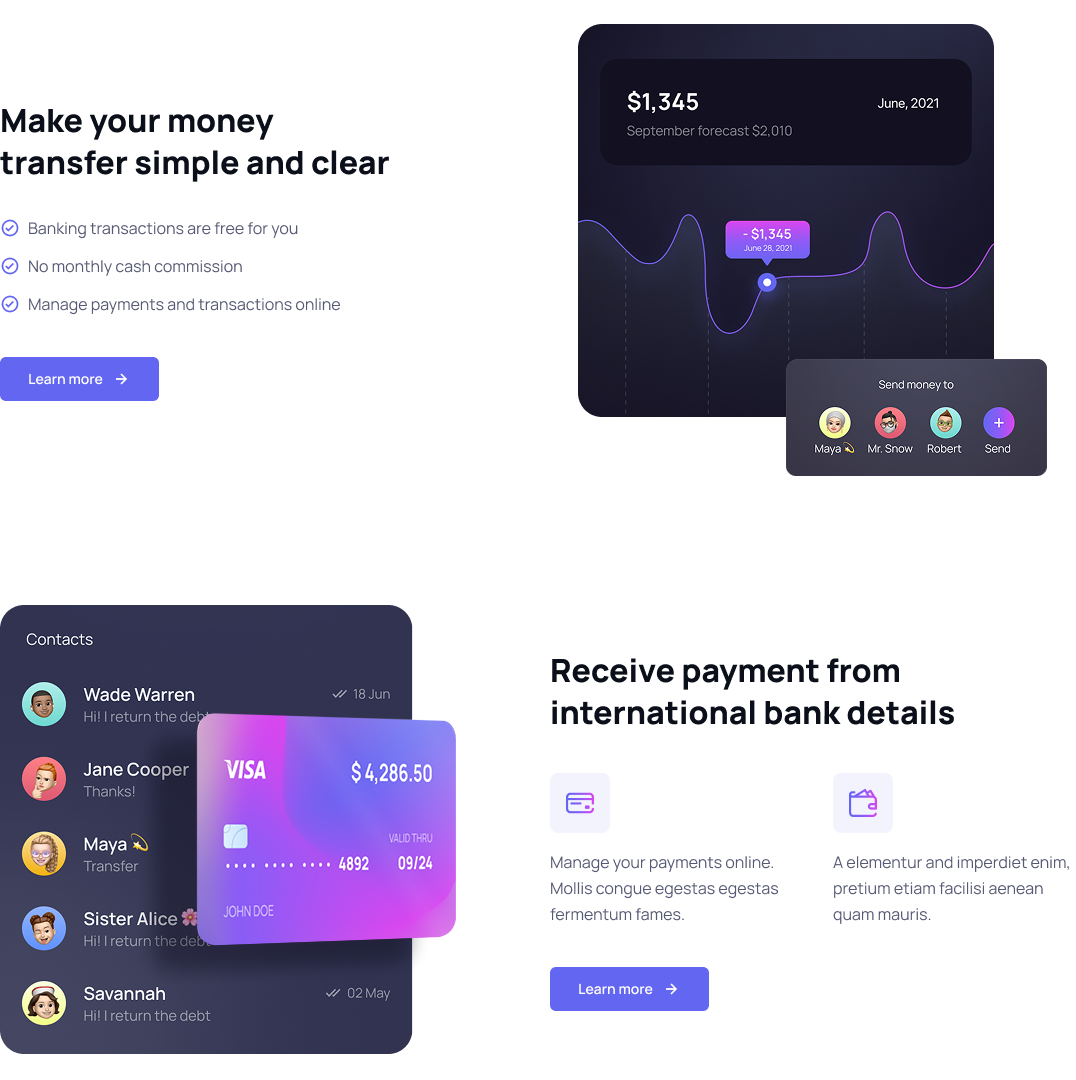 Make your money
transfer simple and clear
Banking transactions are free for you
No monthly cash commission
Manage payments and transactions online
Learn more
$1,345
June, 2021
September forecast $2,010
- $1,345
June 28, 2021
Send money to
Maya 💫
Mr. Snow
Robert
Send
Contacts
Wade Warren
18 Jun
Hi! I return the debt
Jane Cooper
Thanks!
Maya 💫
Transfer
Sister Alice 🌸
Hi! I return the debt
Savannah
02 May
Hi! I return the debt
VISA
$ 4,286.50
VALID THRU
•••• •••• •••• 4892
09/24
JOHN DOE
Receive payment from
international bank details
Manage your payments online.
Mollis congue egestas egestas
fermentum fames.
A elementur and imperdiet enim,
pretium etiam facilisi aenean
quam mauris.
Learn more